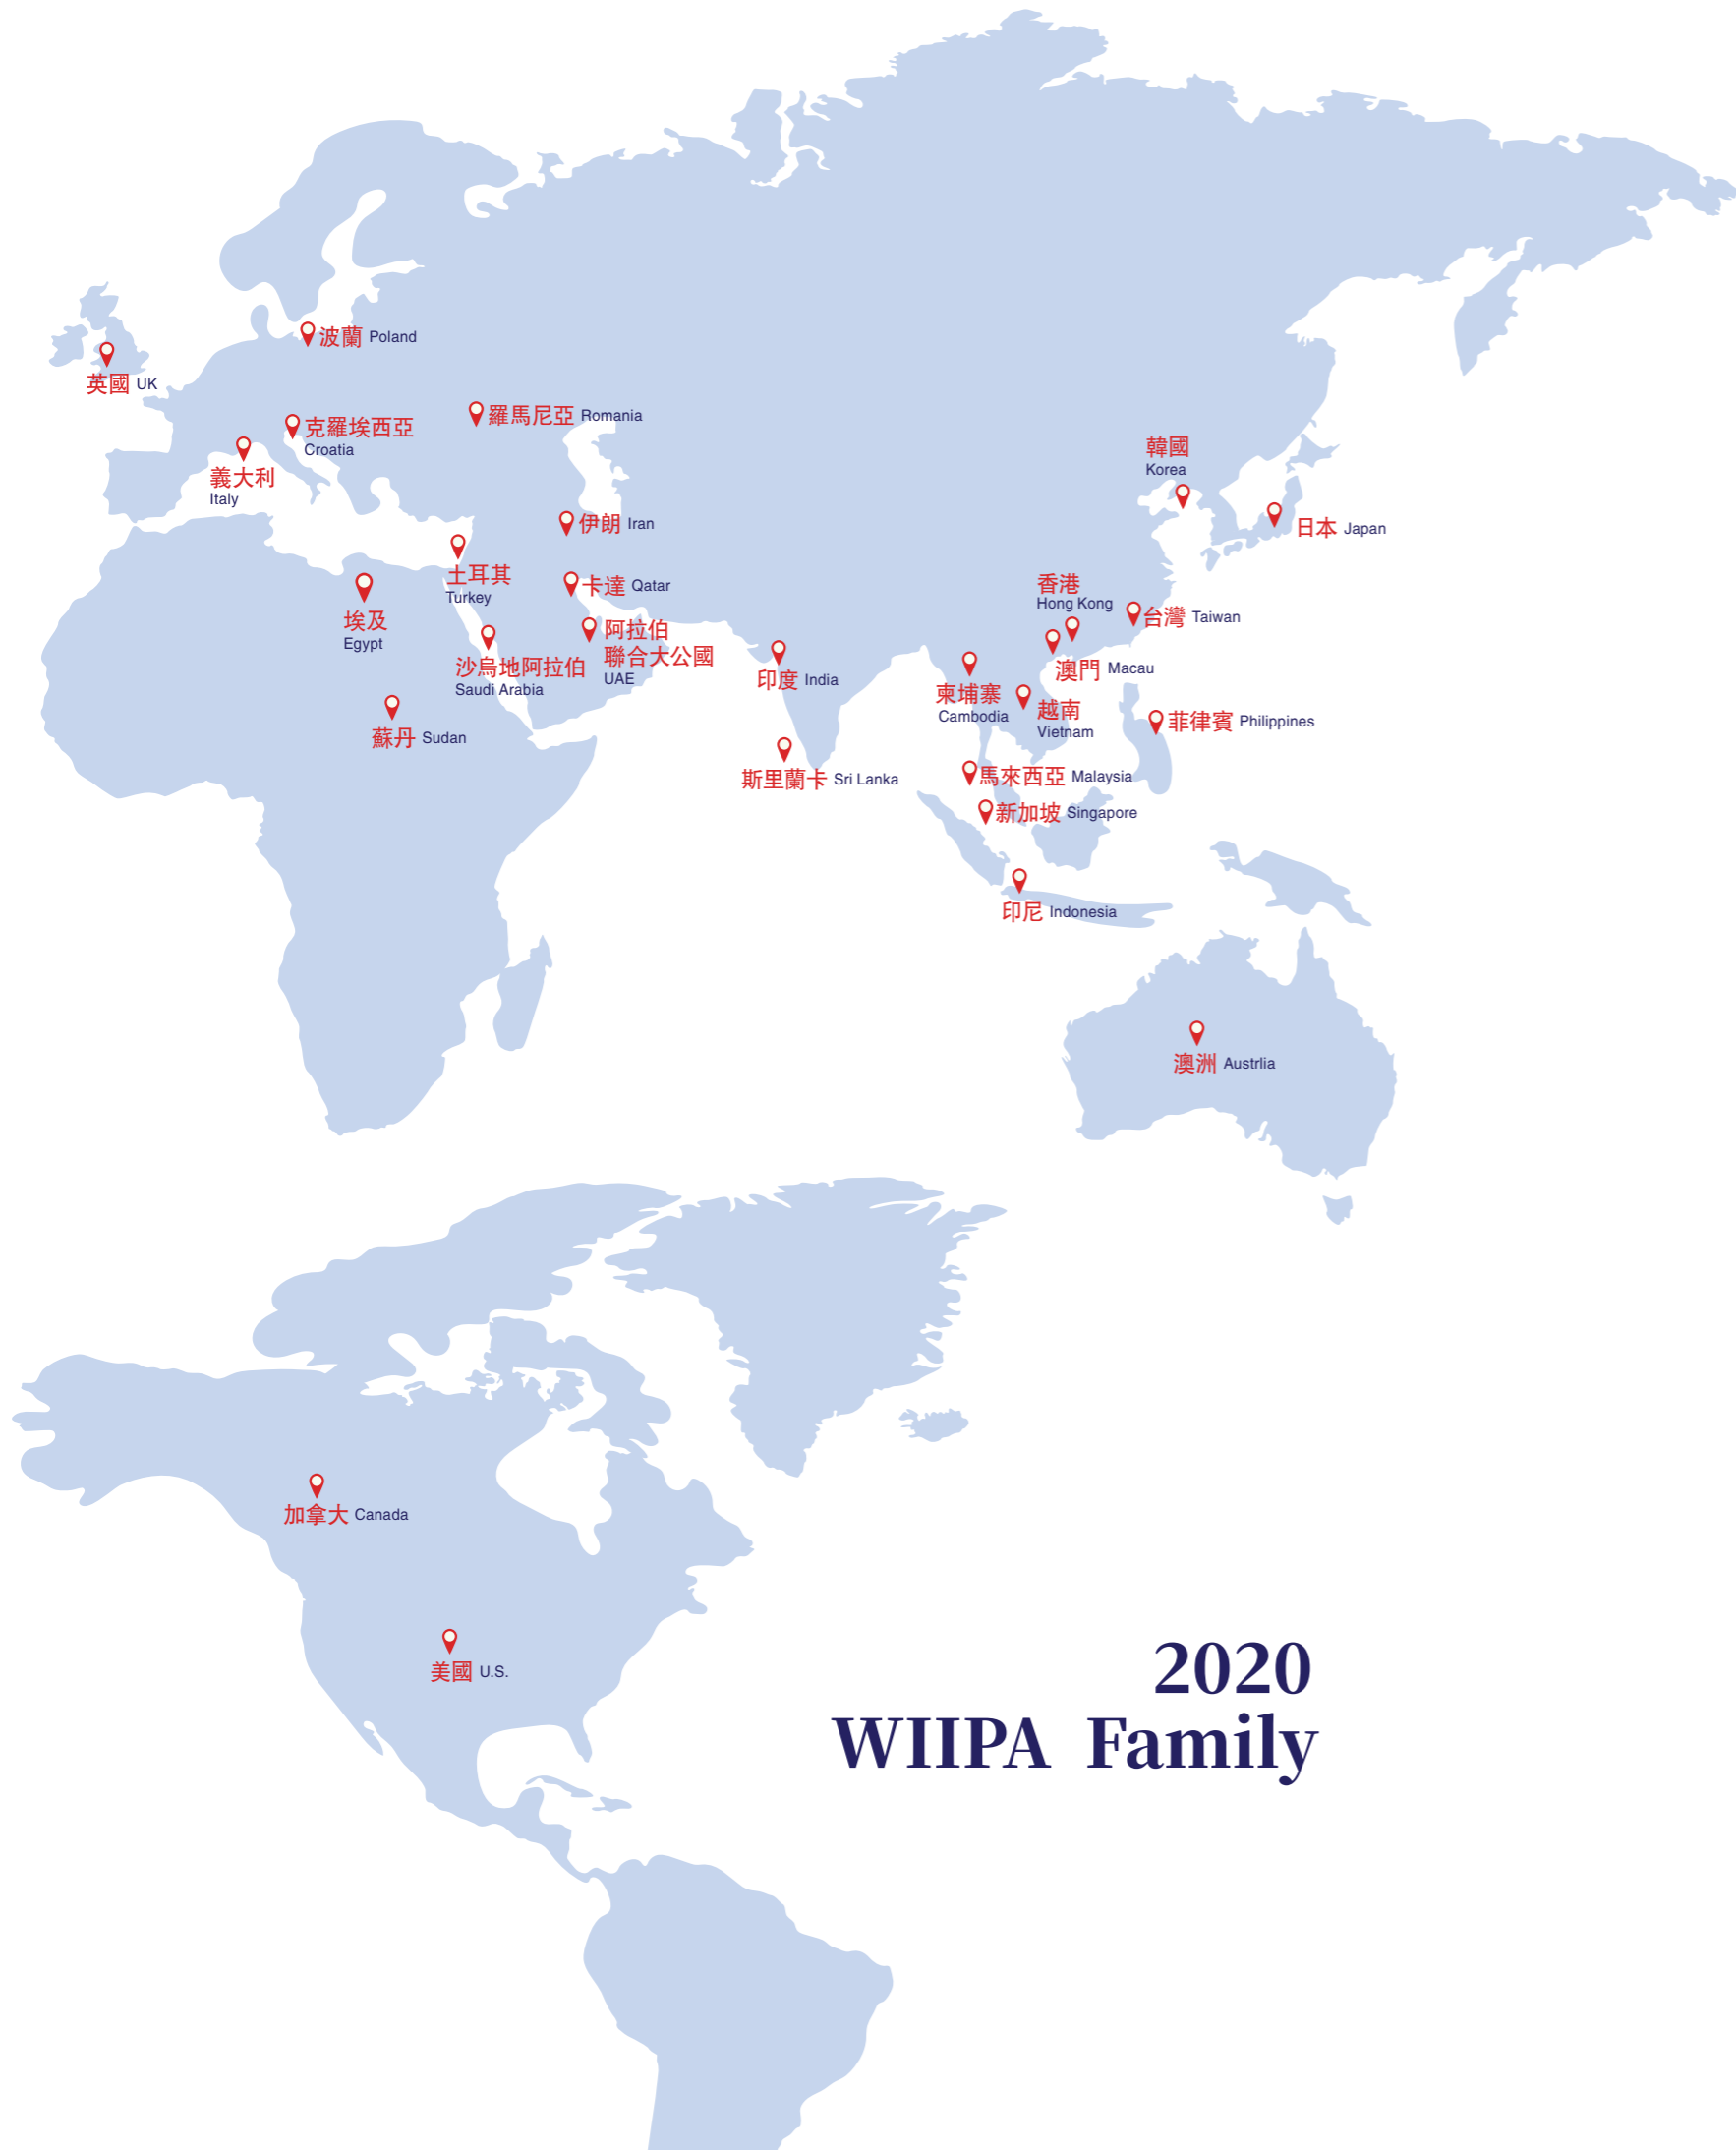 波蘭 Poland
英國 UK
羅馬尼亞 Romania
克羅埃西亞
Croatia
義大利
Italy
韓國
Korea
伊朗 Iran
日本 Japan
土耳其
Turkey
卡達 Qatar
香港
Hong Kong
埃及
Egypt
台灣 Taiwan
阿拉伯
聯合大公國
UAE
沙烏地阿拉伯
Saudi Arabia
印度 India
澳門 Macau
柬埔寨
Cambodia
越南
Vietnam
菲律賓 Philippines
蘇丹 Sudan
斯里蘭卡 Sri Lanka
馬來西亞 Malaysia
新加坡 Singapore
印尼 Indonesia
澳洲 Austrlia
加拿大 Canada
美國 U.S.
2020
WIIPA Family